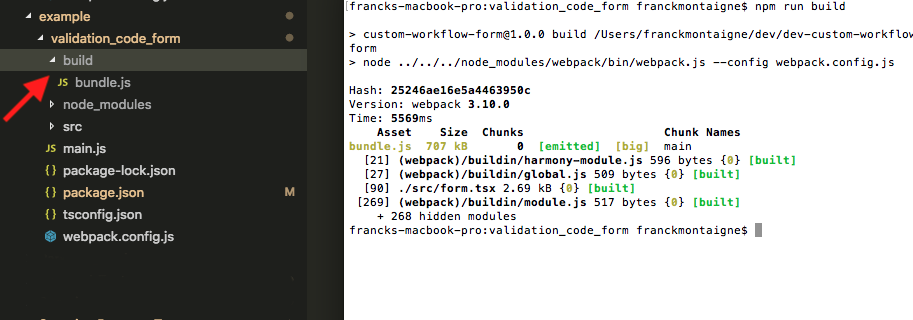 example
validation_code_form
build
JS bundle.js
node_modules
src
JS main.js
{ } package-lock.json
{ } package.json M
{ } tsconfig.json
webpack.config.js
[francks-macbook-pro:validation_code_form franckmontaigne$ npm run build
> custom-workflow-form@1.0.0 build /Users/franckmontaigne/dev/dev-custom-workflow
form
> node ../../../node_modules/webpack/bin/webpack.js --config webpack.config.js
Hash: 25246ae16e5a4463950c
Version: webpack 3.10.0
Time: 5569ms
Asset Size Chunks Chunk Names
bundle.js 707 kB 0 [emitted] [big] main
[21] (webpack)/buildin/harmony-module.js 596 bytes {0} [built]
[27] (webpack)/buildin/global.js 509 bytes {0} [built]
[90] ./src/form.tsx 2.69 kB {0} [built]
[269] (webpack)/buildin/module.js 517 bytes {0} [built]
+ 268 hidden modules
francks-macbook-pro:validation_code_form franckmontaigne$